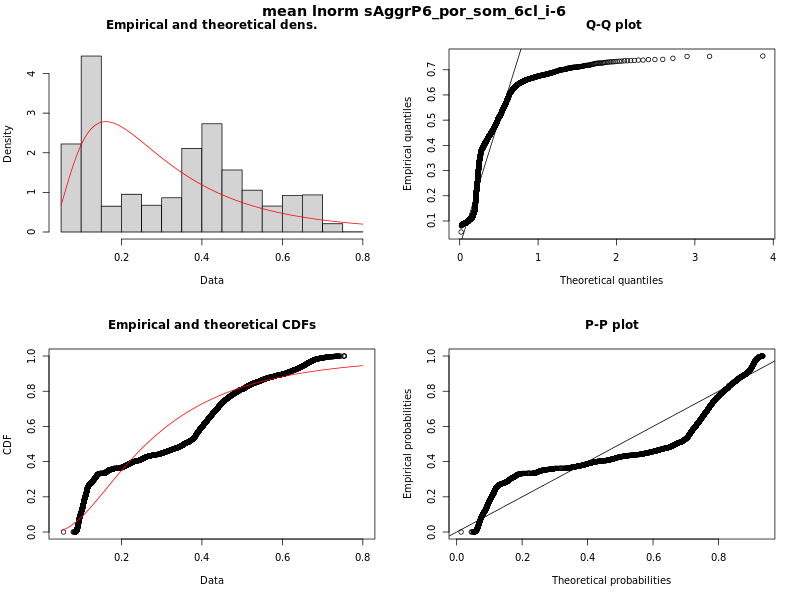 mean lnorm sAggrP6_por_som_6cl_i-6
Empirical and theoretical dens.
Density
0
1
2
3
4
0.2 0.4 0.6 0.8
Data
Q-Q plot
Empirical quantiles
0.1 0.2 0.3 0.4 0.5 0.6 0.7
0 1 2 3 4
Theoretical quantiles
Empirical and theoretical CDFs
CDF
0.0 0.2 0.4 0.6 0.8 1.0
0.2 0.4 0.6 0.8
Data
P-P plot
Empirical probabilities
0.0 0.2 0.4 0.6 0.8 1.0
0.0 0.2 0.4 0.6 0.8
Theoretical probabilities